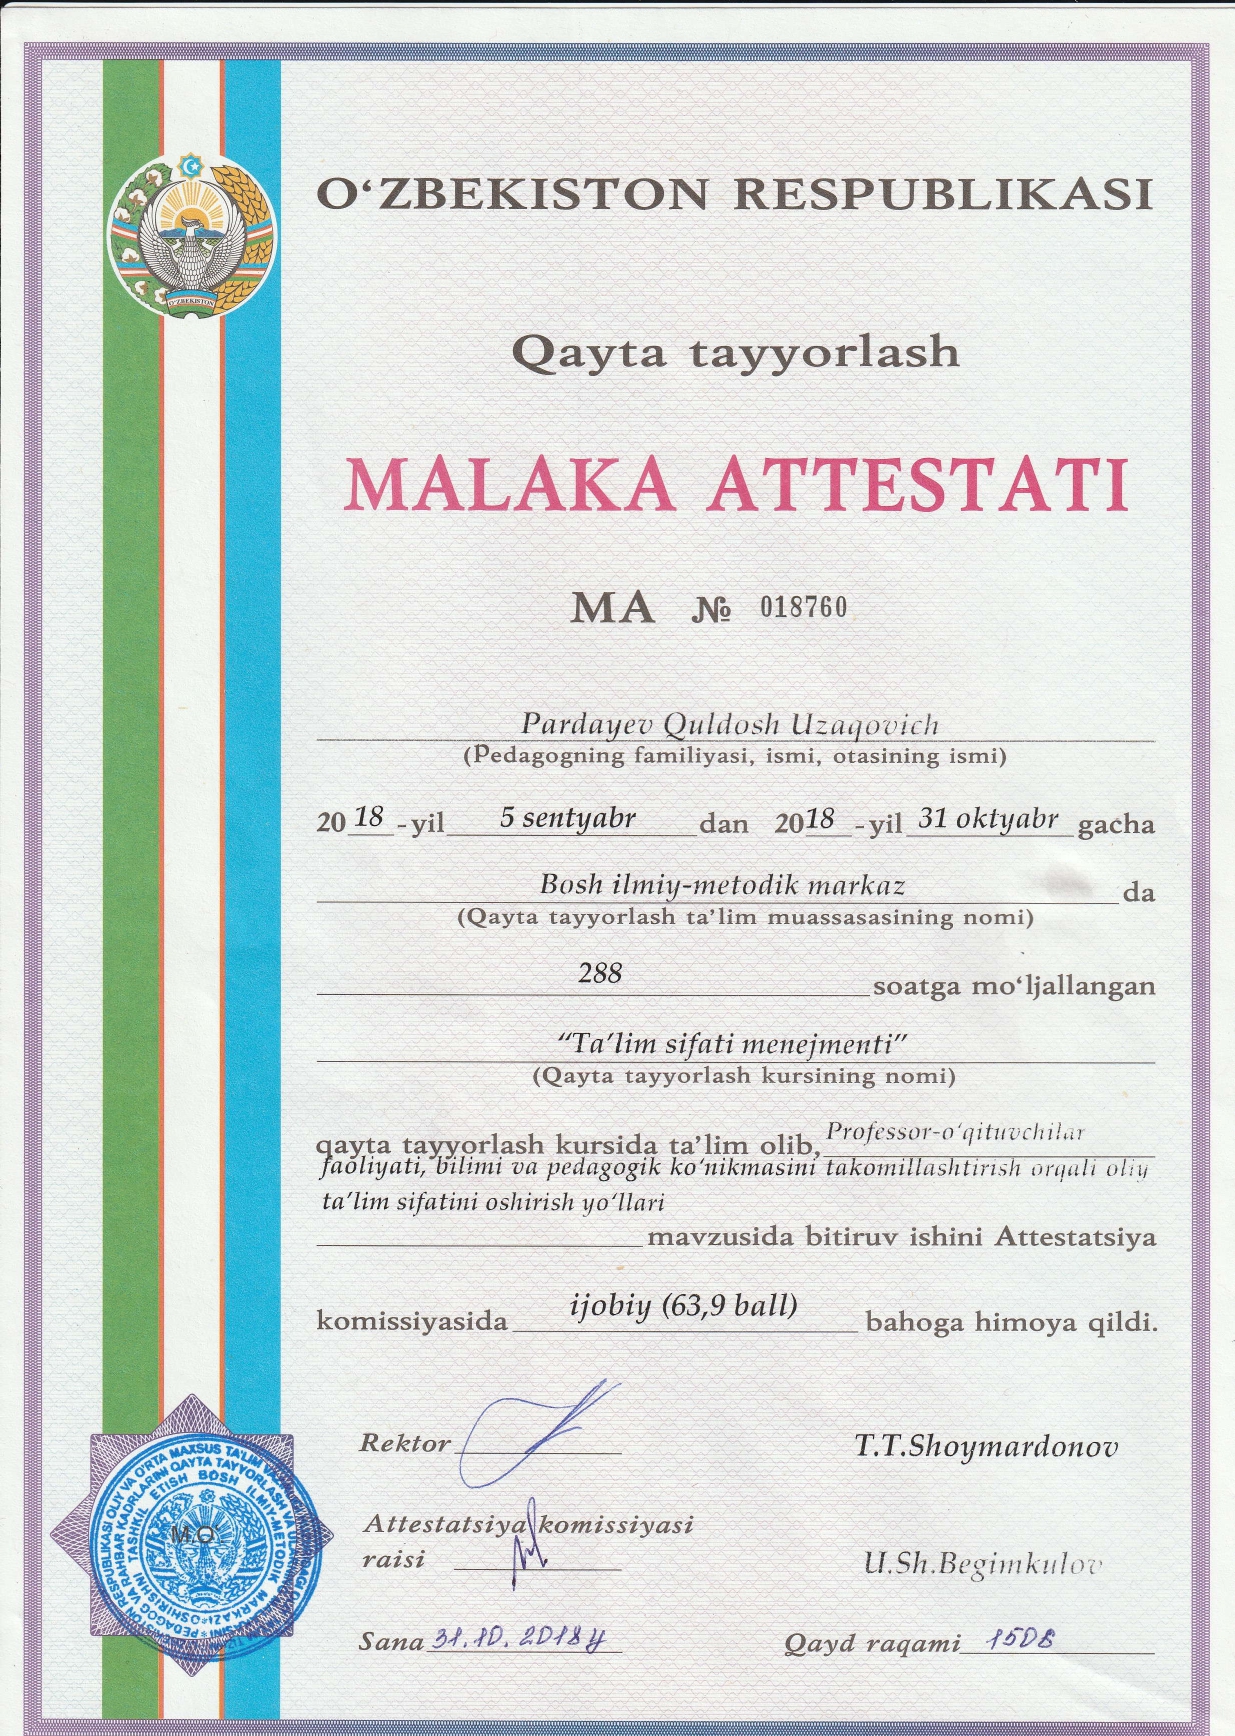 O‘ZBEKISTON RESPUBLIKASI
O‘ZBEKISTON
Qayta tayyorlash
MALAKA ATTESTATI
MA № 018760
Pardayev Quldosh Uzaqovich
(Pedagogning familiyasi, ismi, otasining ismi)
20 18 -yil 5 sentyabr dan 2018 -yil 31 oktyabr gacha
Bosh ilmiy-metodik markaz da
(Qayta tayyorlash ta’lim muassasasining nomi)
288 soatga mo‘ljallangan
“Ta’lim sifati menejmenti”
(Qayta tayyorlash kursining nomi)
qayta tayyorlash kursida ta’lim olib, Professor-o‘qituvchilar
faoliyati, bilimi va pedagogik ko‘nikmasini takomillashtirish orqali oliy
ta’lim sifatini oshirish yo‘llari
mavzusida bitiruv ishini Attestatsiya
komissiyasida ijobiy (63,9 ball) bahoga himoya qildi.
Rektor T.T.Shoymardonov
Attestatsiya komissiyasi
raisi U.Sh.Begimkulov
M.O‘.
Sana 31.10.2018 y Qayd raqami